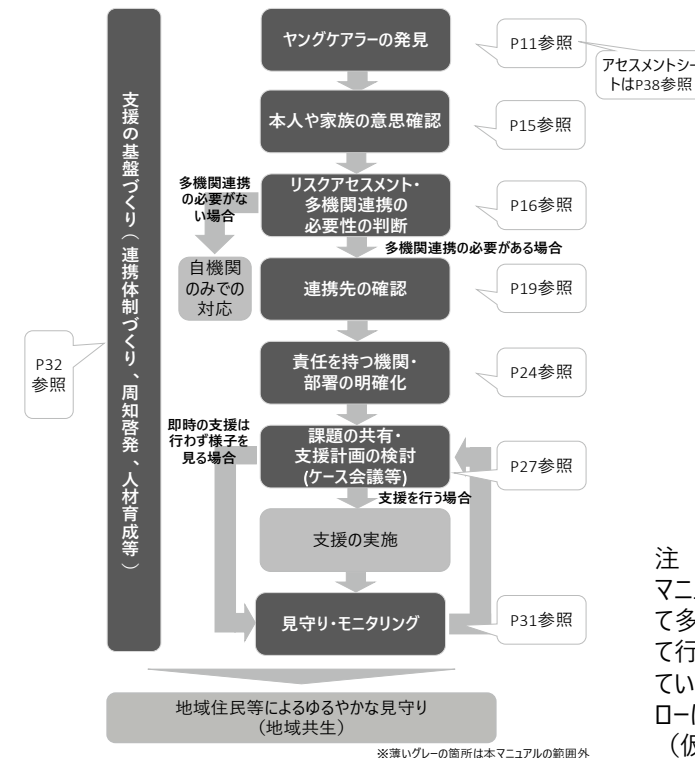 ヤングケアラーの発見
P11参照
アセスメントシー
トはP38参照
本人や家族の意思確認
P15参照
多機関連携
の必要がな
い場合
リスクアセスメント・
多機関連携の
必要性の判断
P16参照
多機関連携の必要がある場合
自機関
のみでの
対応
連携先の確認
P19参照
支援の基盤づくり（連携体制づくり、周知啓発、人材育成等）
P32
参照
責任を持つ機関・
部署の明確化
P24参照
即時の支援は
行わず様子を
見る場合
課題の共有・
支援計画の検討
(ケース会議等)
P27参照
支援を行う場合
支援の実施
見守り・モニタリング
P31参照
地域住民等によるゆるやかな見守り
（地域共生）
※薄いグレーの箇所は本マニュアルの範囲外
注
マニュ
て多
て行
てい
ローに
（仮